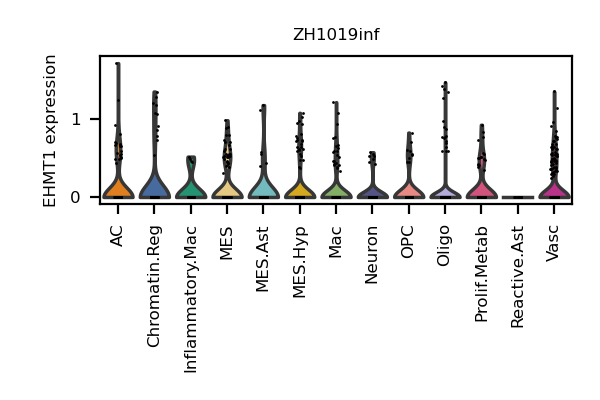 ZH1019inf
EHMT1 expression
1
0
AC
Chromatin.Reg
Inflammatory.Mac
MES
MES.Ast
MES.Hyp
Mac
Neuron
OPC
Oligo
Prolif.Metab
Reactive.Ast
Vasc